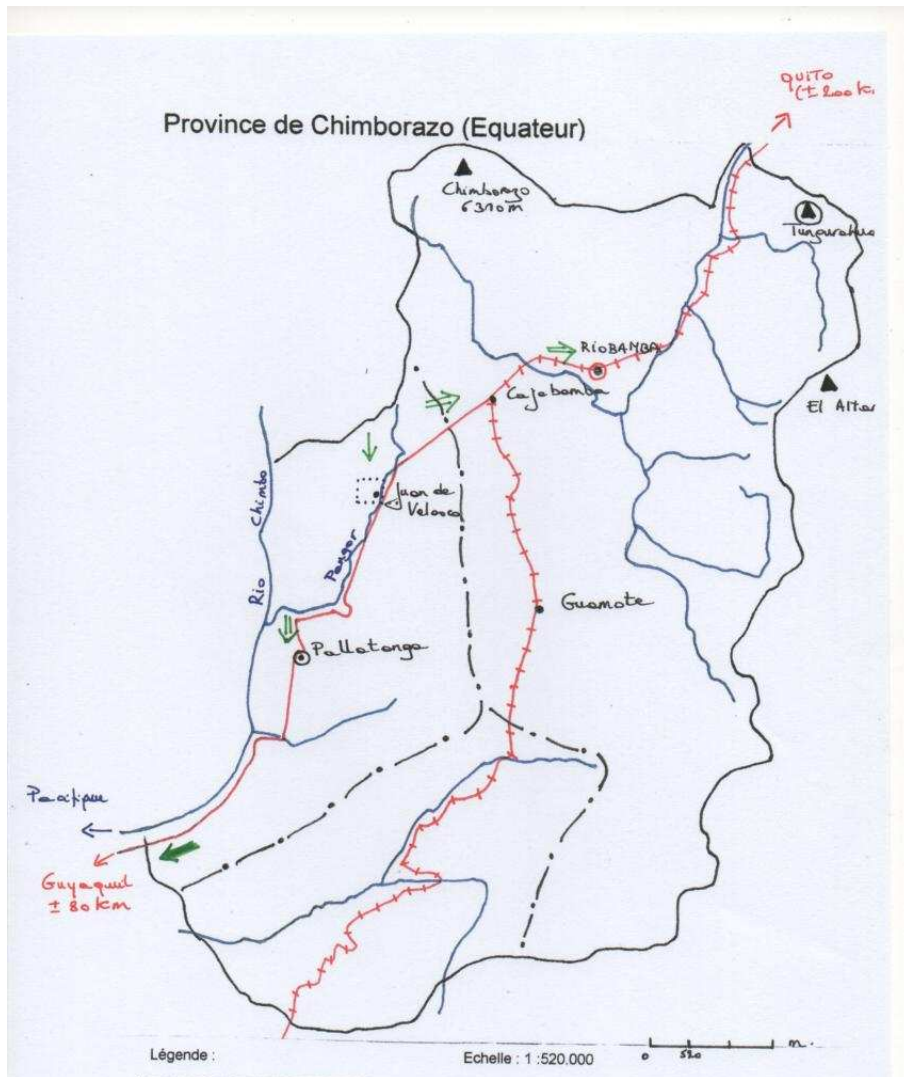 QUITO
(± 200 K.
Province de Chimborazo (Equateur)
Chimborazo
6310 m
Tungurahua
RIOBAMBA
Cajabamba
El Altar
Rio Chimbo
Juan de
Velasco
Pangor
Guamote
Pallatanga
Pacifique
Guyaquil
± 80 km
Légende :
Echelle : 1 :520.000
0 520 m.